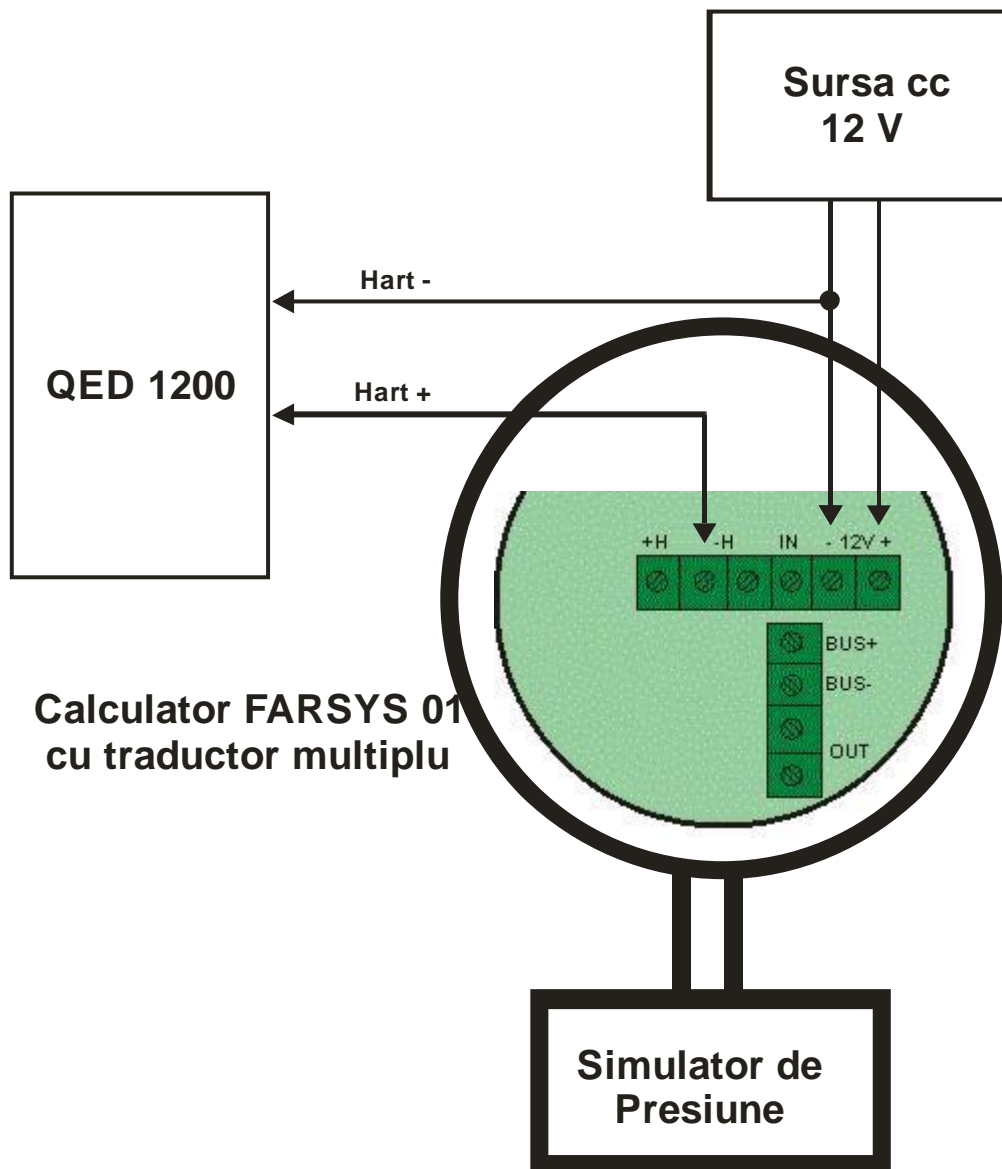 Sursa cc
12 V
Hart -
QED 1200
Hart +
+H -H IN - 12V +
BUS+
BUS-
OUT
Calculator FARSYS 01
cu traductor multiplu
Simulator de
Presiune